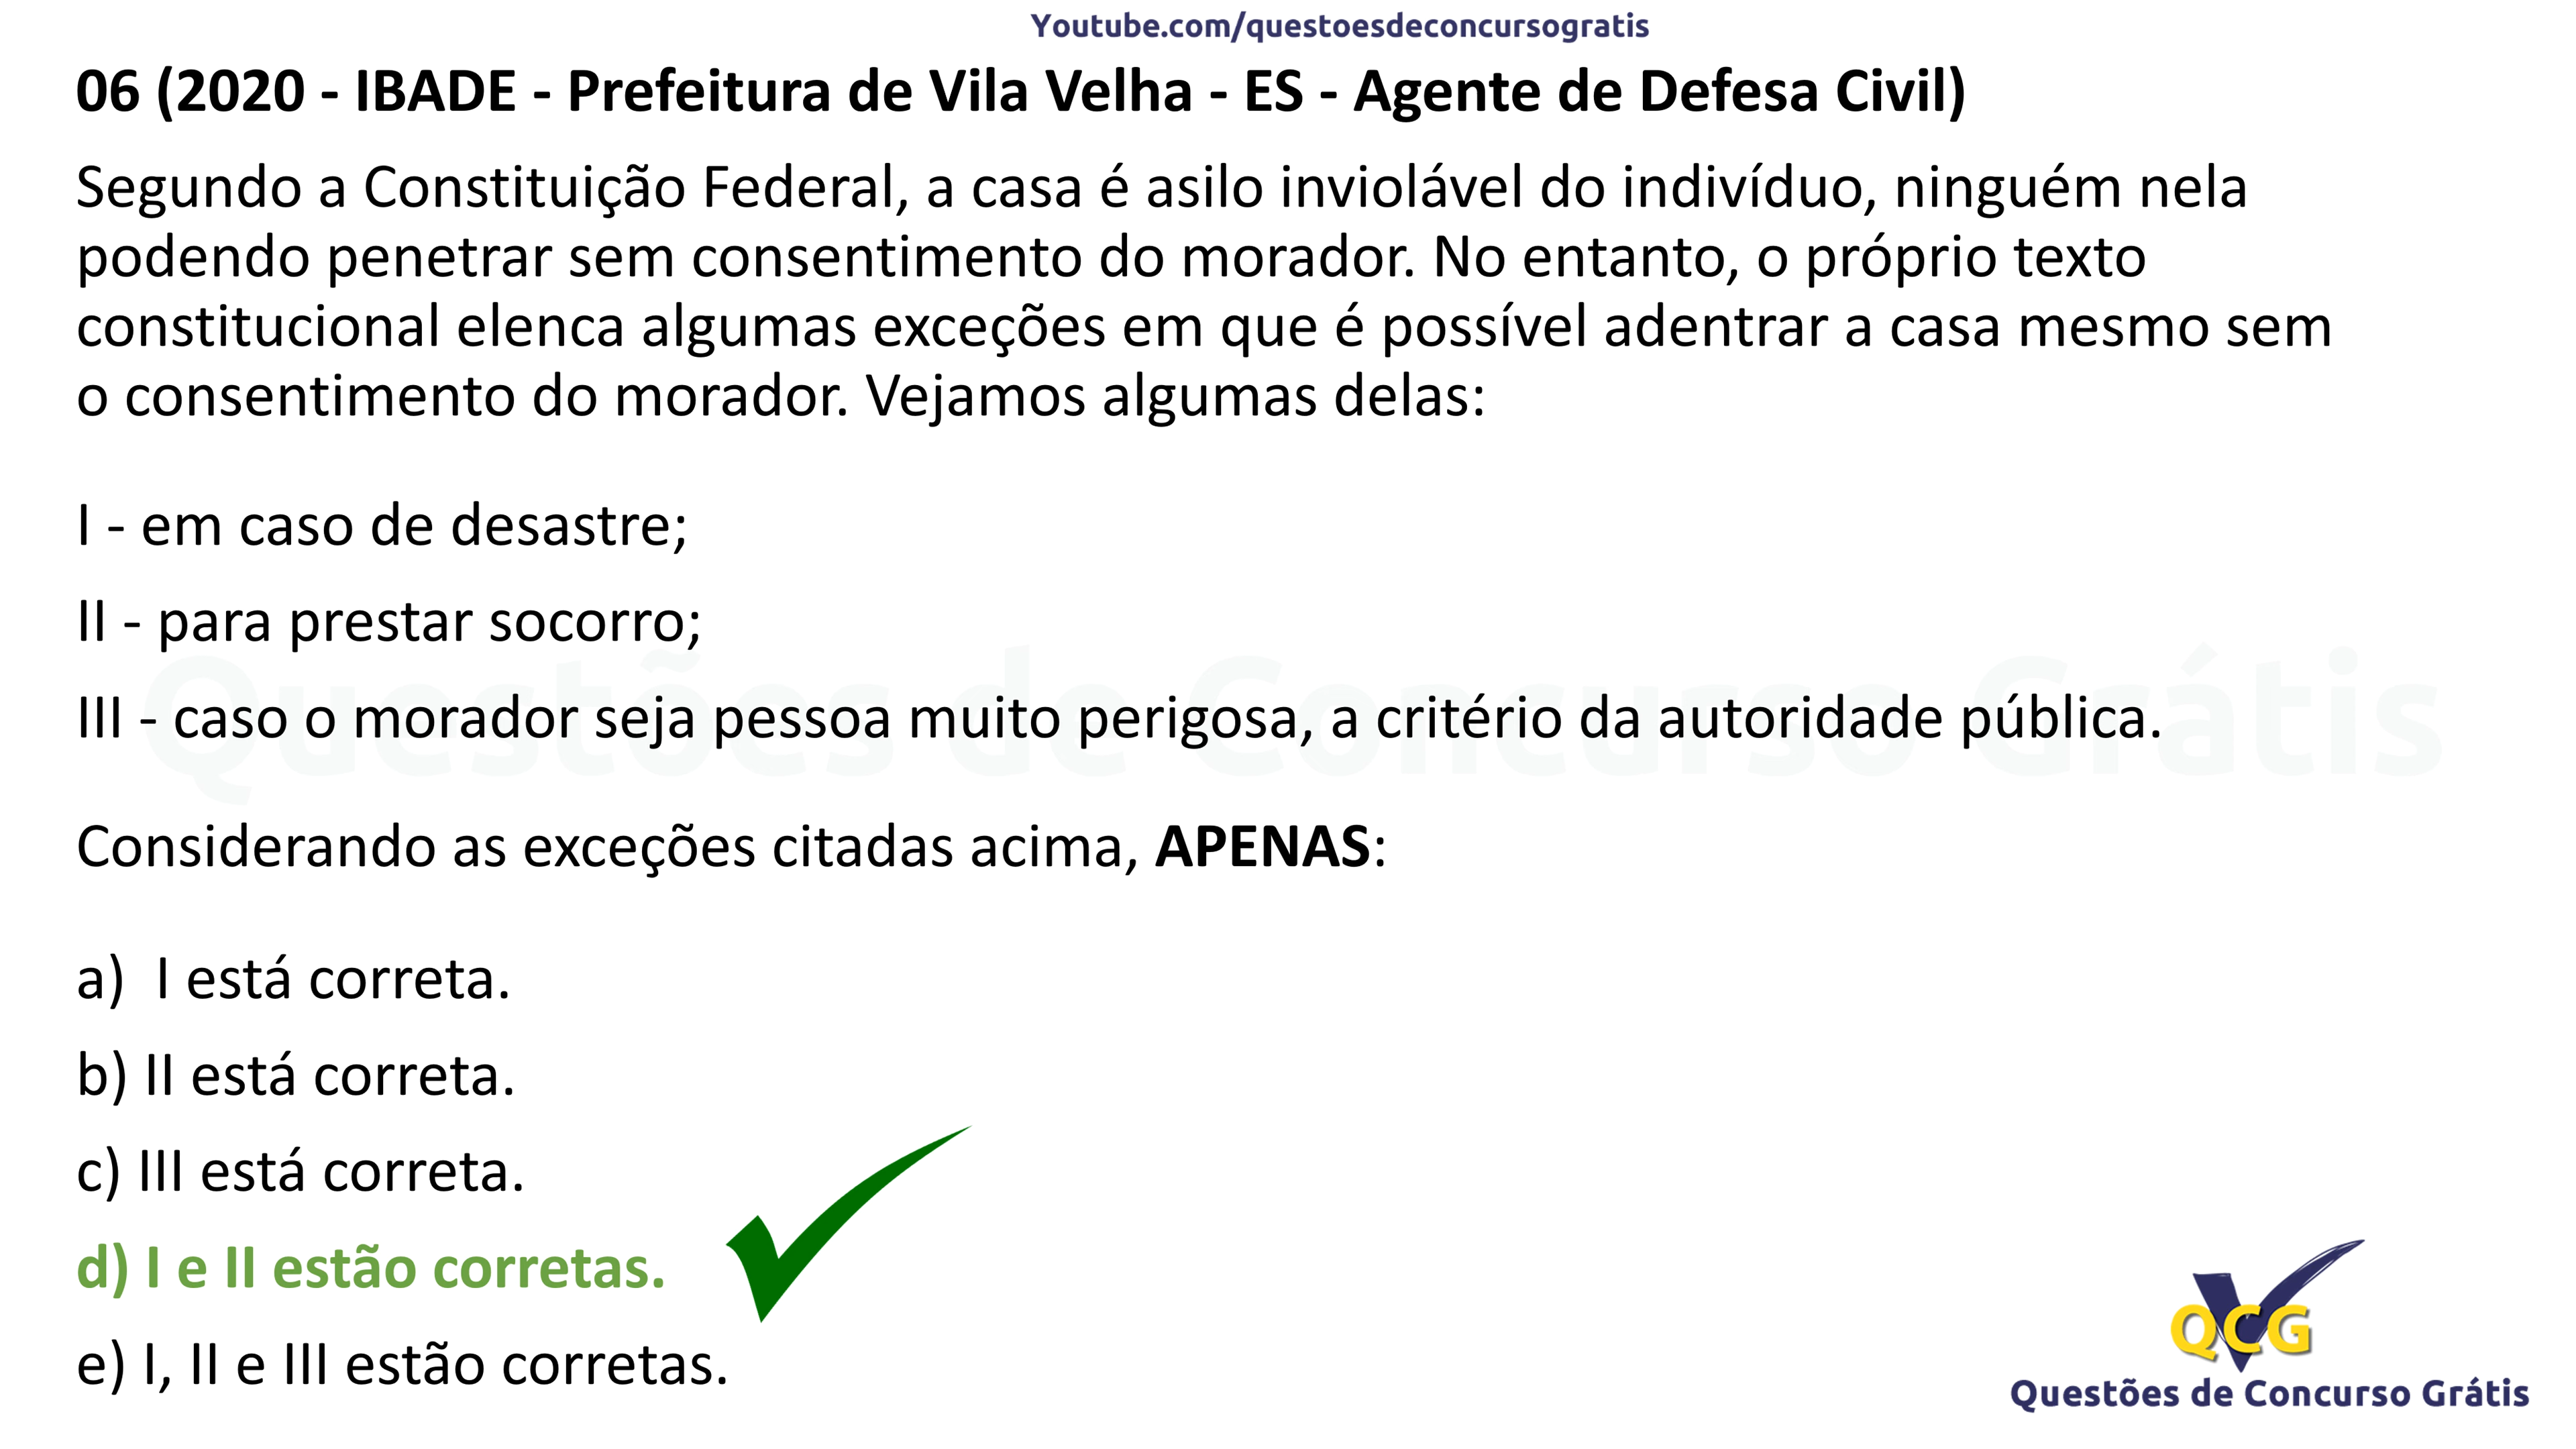 Youtube.com/questoesdeconcursogratis
06 (2020 - IBADE - Prefeitura de Vila Velha - ES - Agente de Defesa Civil)
Segundo a Constituição Federal, a casa é asilo inviolável do indivíduo, ninguém nela
podendo penetrar sem consentimento do morador. No entanto, o próprio texto
constitucional elenca algumas exceções em que é possível adentrar a casa mesmo sem
o consentimento do morador. Vejamos algumas delas:
I - em caso de desastre;
II - para prestar socorro;
Questões de Concurso Grátis
III - caso o morador seja pessoa muito perigosa, a critério da autoridade pública.
Considerando as exceções citadas acima, APENAS:
a) I está correta.
b) II está correta.
c) III está correta.
d) I e II estão corretas.
e) I, II e III estão corretas.
QCG
Questões de Concurso Grátis